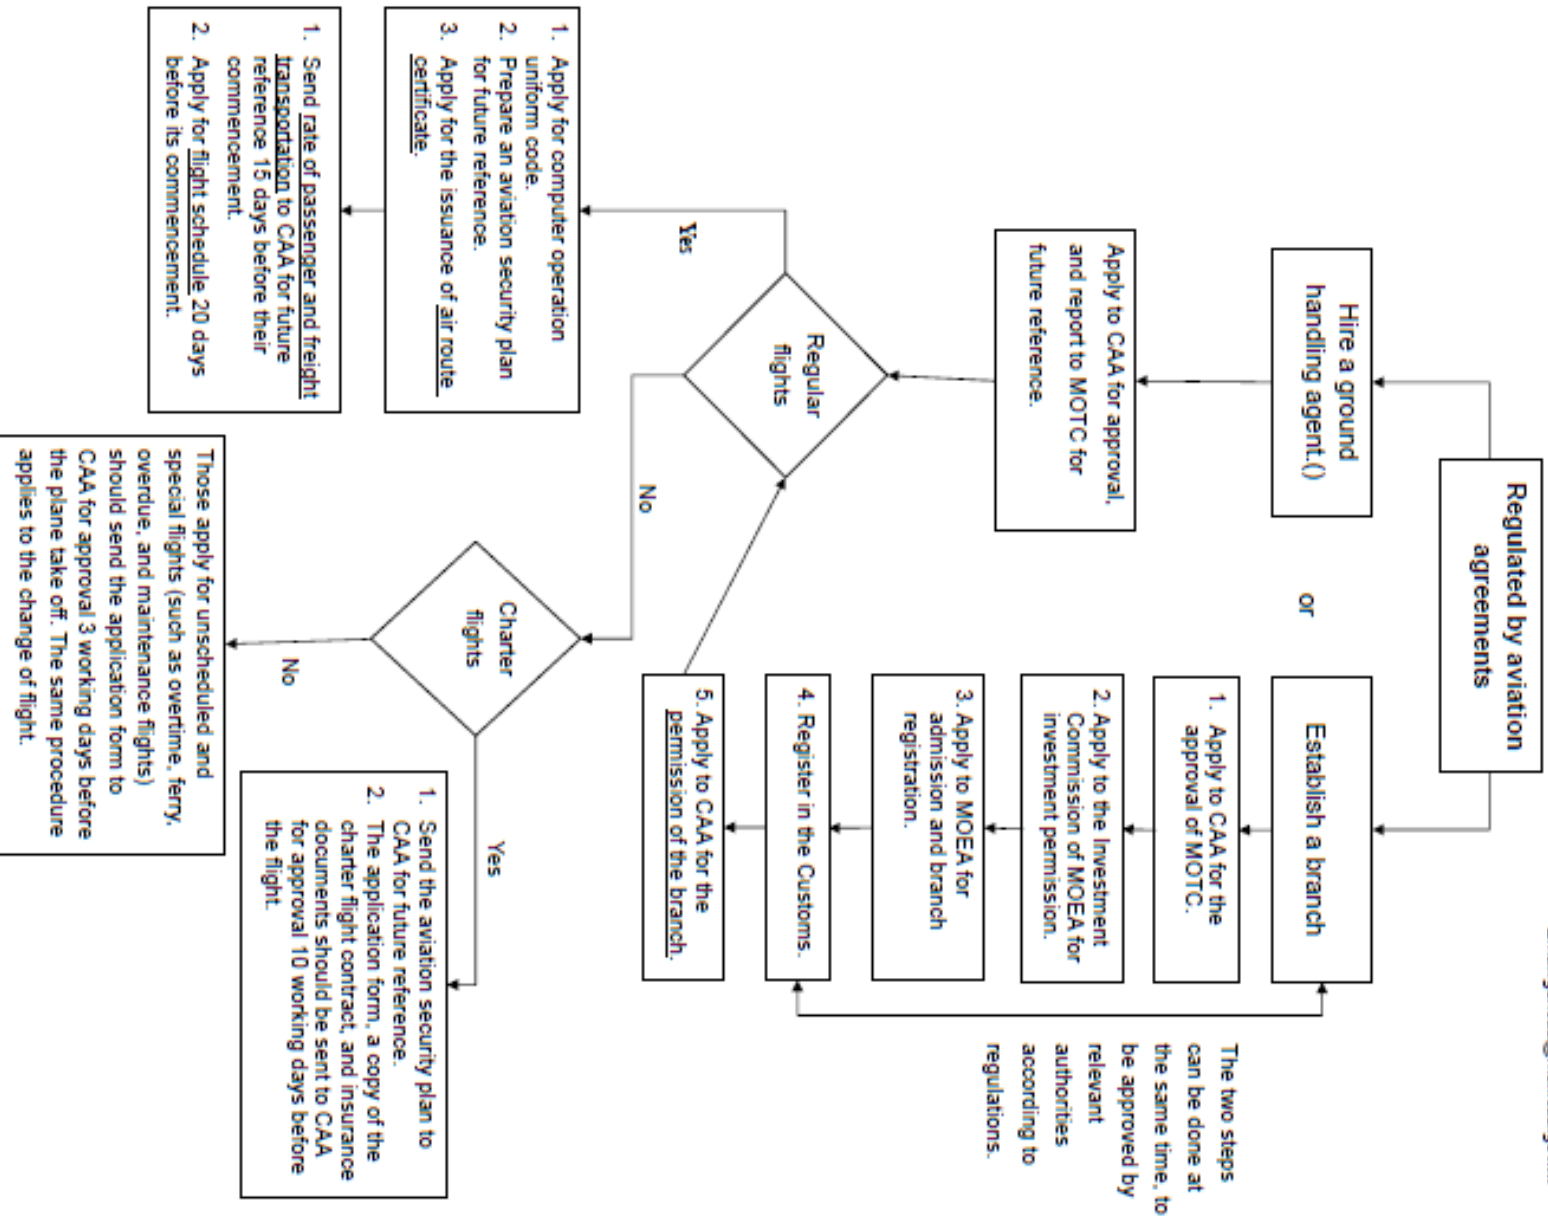 Regulated by aviation
agreements
Hire a ground
handling agent.()
or
Establish a branch
Apply to CAA for approval,
and report to MOTC for
future reference.
1. Apply to CAA for the
approval of MOTC.
2. Apply to the Investment
Commission of MOEA for
investment permission.
3. Apply to MOEA for
admission and branch
registration.
4. Register in the Customs.
5. Apply to CAA for the
permission of the branch.
The two steps
can be done at
the same time, to
be approved by
relevant
authorities
according to
regulations.
Regular
flights
Yes
No
1. Apply for computer operation
uniform code.
2. Prepare an aviation security plan
for future reference.
3. Apply for the issuance of air route
certificate.
1. Send rate of passenger and freight
transportation to CAA for future
reference 15 days before their
commencement.
2. Apply for flight schedule 20 days
before its commencement.
Charter
flights
Yes
No
1. Send the aviation security plan to
CAA for future reference.
2. The application form, a copy of the
charter flight contract, and insurance
documents should be sent to CAA
for approval 10 working days before
the flight.
Those apply for unscheduled and
special flights (such as overtime, ferry,
overdue, and maintenance flights)
should send the application form to
CAA for approval 3 working days before
the plane take off. The same procedure
applies to the change of flight.